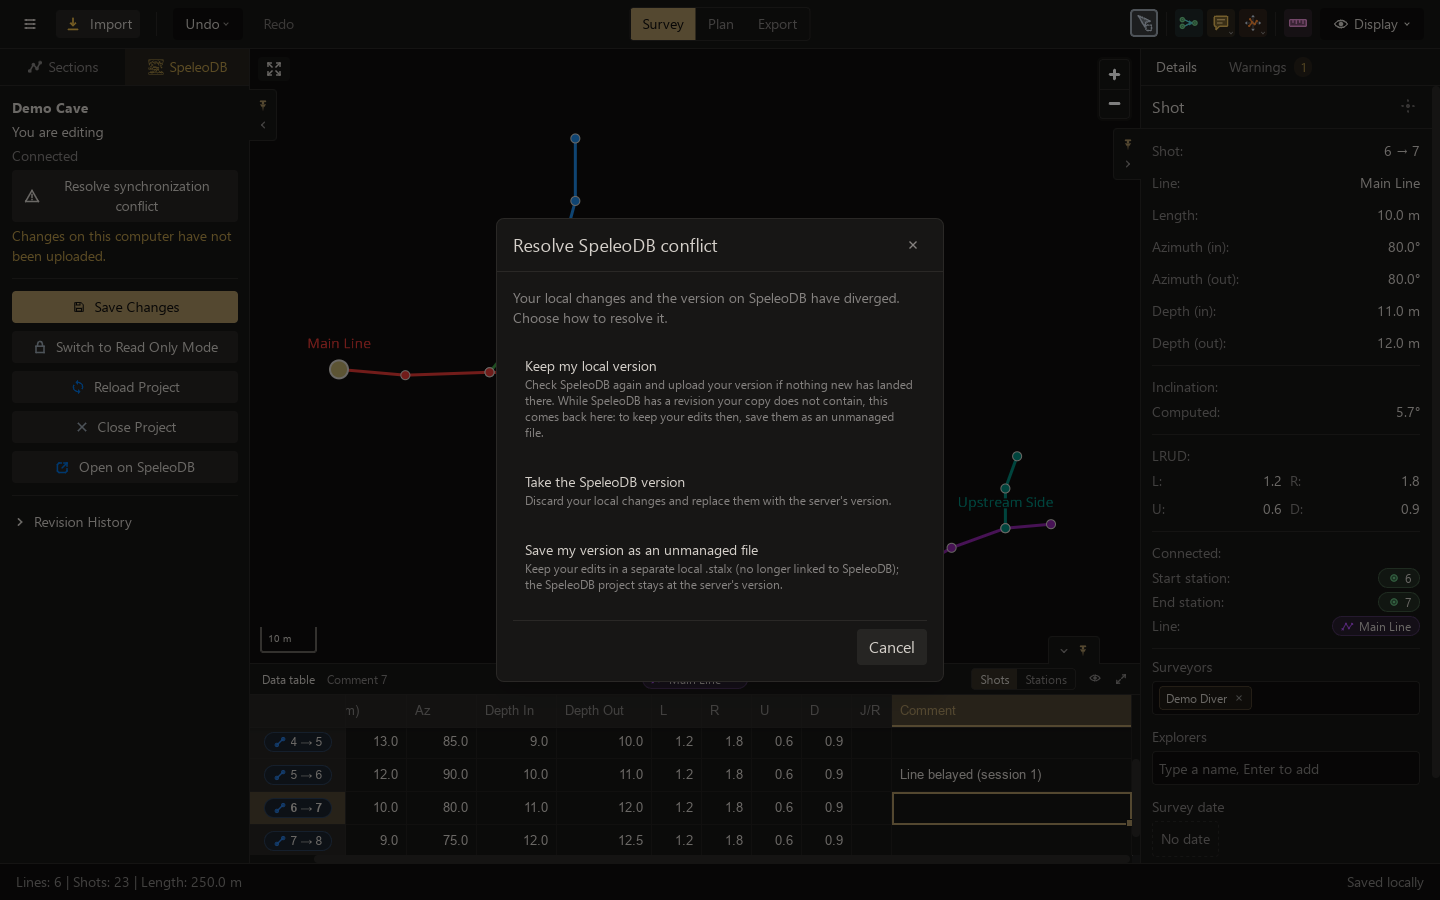 Import
Undo
Redo
Survey
Plan
Export
Display
Sections
SpeleoDB
Demo Cave
You are editing
Connected
Resolve synchronization
conflict
Changes on this computer have not
been uploaded.
Save Changes
Switch to Read Only Mode
Reload Project
Close Project
Open on SpeleoDB
Revision History
Main Line
Upstream Side
10 m
Resolve SpeleoDB conflict
Your local changes and the version on SpeleoDB have diverged.
Choose how to resolve it.
Keep my local version
Check SpeleoDB again and upload your version if nothing new has landed
there. While SpeleoDB has a revision your copy does not contain, this
comes back here: to keep your edits then, save them as an unmanaged
file.
Take the SpeleoDB version
Discard your local changes and replace them with the server's version.
Save my version as an unmanaged file
Keep your edits in a separate local .stalx (no longer linked to SpeleoDB);
the SpeleoDB project stays at the server's version.
Cancel
Data table Comment 7
Main Line
Shots Stations
m) Az Depth In Depth Out L R U D J/R Comment
4 → 5 13.0 85.0 9.0 10.0 1.2 1.8 0.6 0.9
5 → 6 12.0 90.0 10.0 11.0 1.2 1.8 0.6 0.9 Line belayed (session 1)
6 → 7 10.0 80.0 11.0 12.0 1.2 1.8 0.6 0.9
7 → 8 9.0 75.0 12.0 12.5 1.2 1.8 0.6 0.9
Details Warnings 1
Shot
Shot: 6 → 7
Line: Main Line
Length: 10.0 m
Azimuth (in): 80.0°
Azimuth (out): 80.0°
Depth (in): 11.0 m
Depth (out): 12.0 m
Inclination:
Computed: 5.7°
LRUD:
L: 1.2 R: 1.8
U: 0.6 D: 0.9
Connected:
Start station: 6
End station: 7
Line: Main Line
Surveyors
Demo Diver ×
Explorers
Type a name, Enter to add
Survey date
No date
Lines: 6 | Shots: 23 | Length: 250.0 m
Saved locally